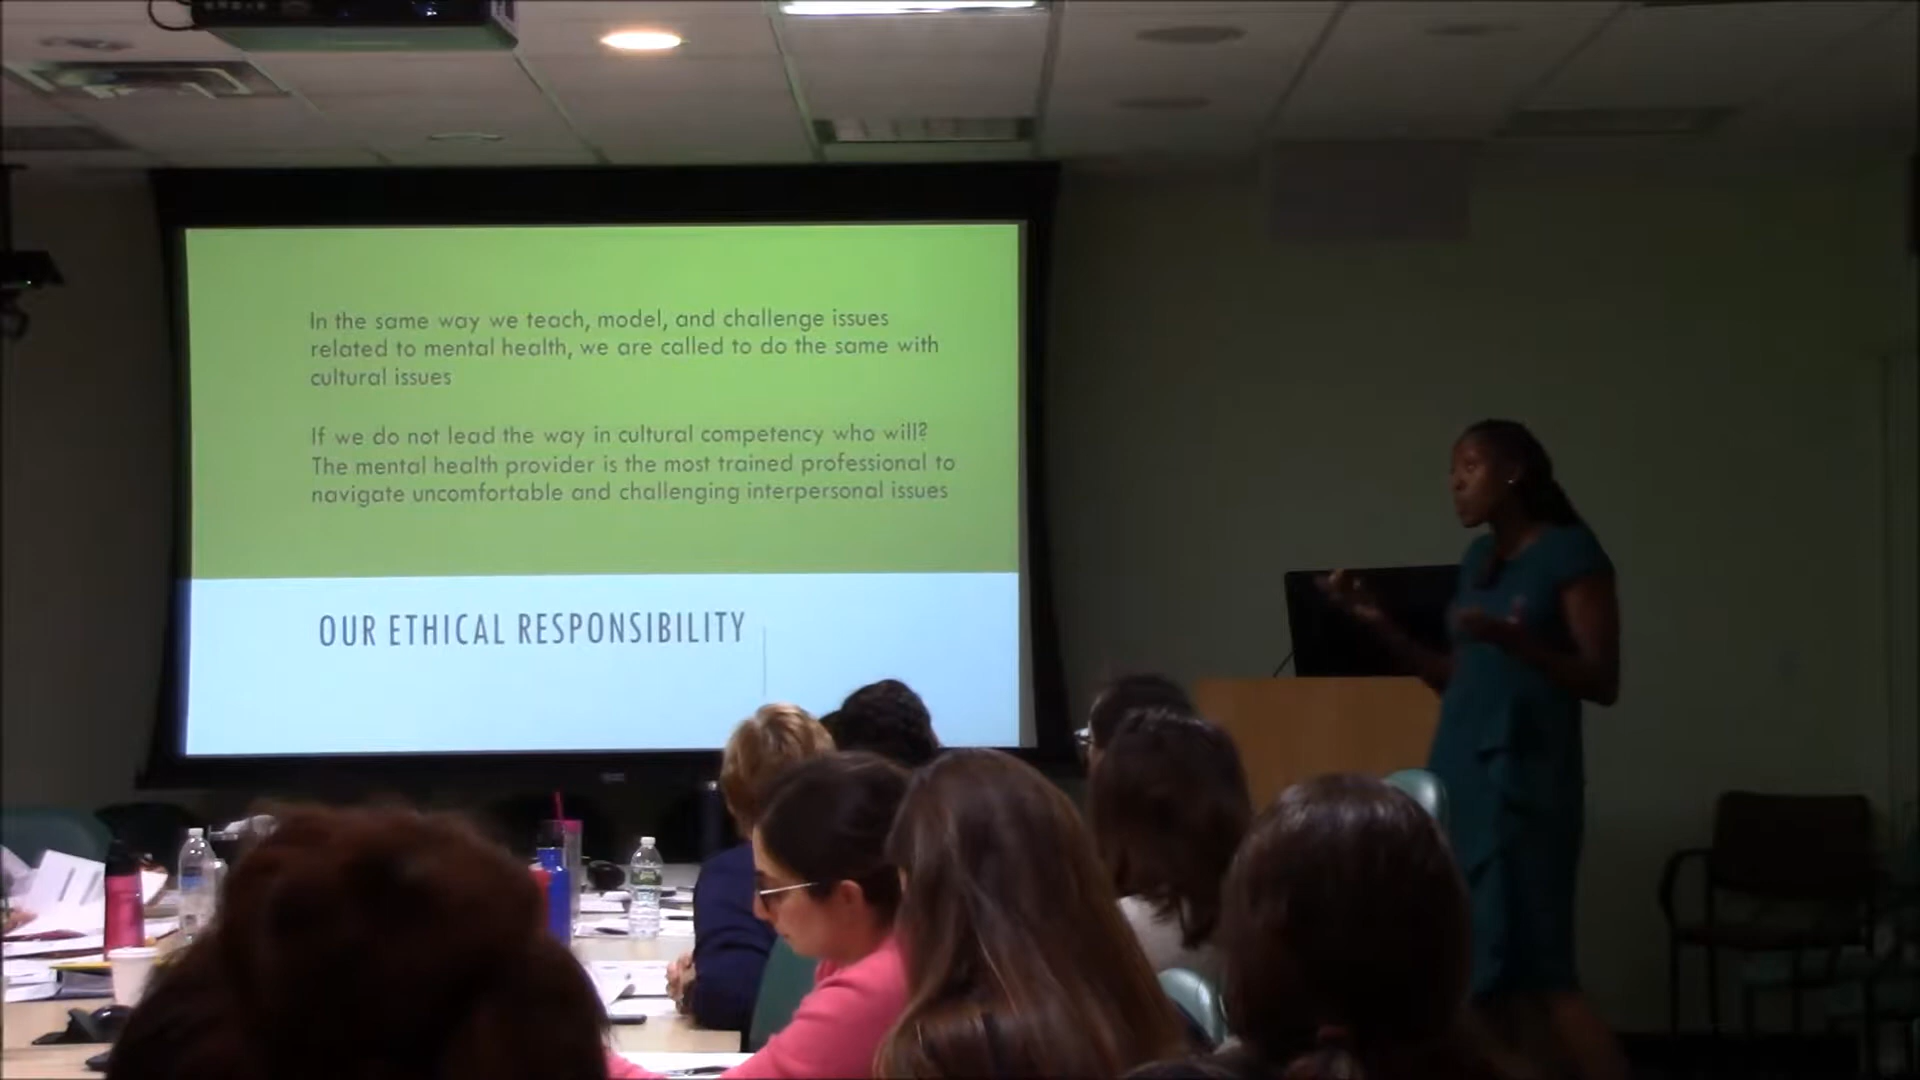 In the same way we teach, model, and challenge issues
related to mental health, we are called to do the same with
cultural issues
If we do not lead the way in cultural competency who will?
The mental health provider is the most trained professional to
navigate uncomfortable and challenging interpersonal issues
OUR ETHICAL RESPONSIBILITY